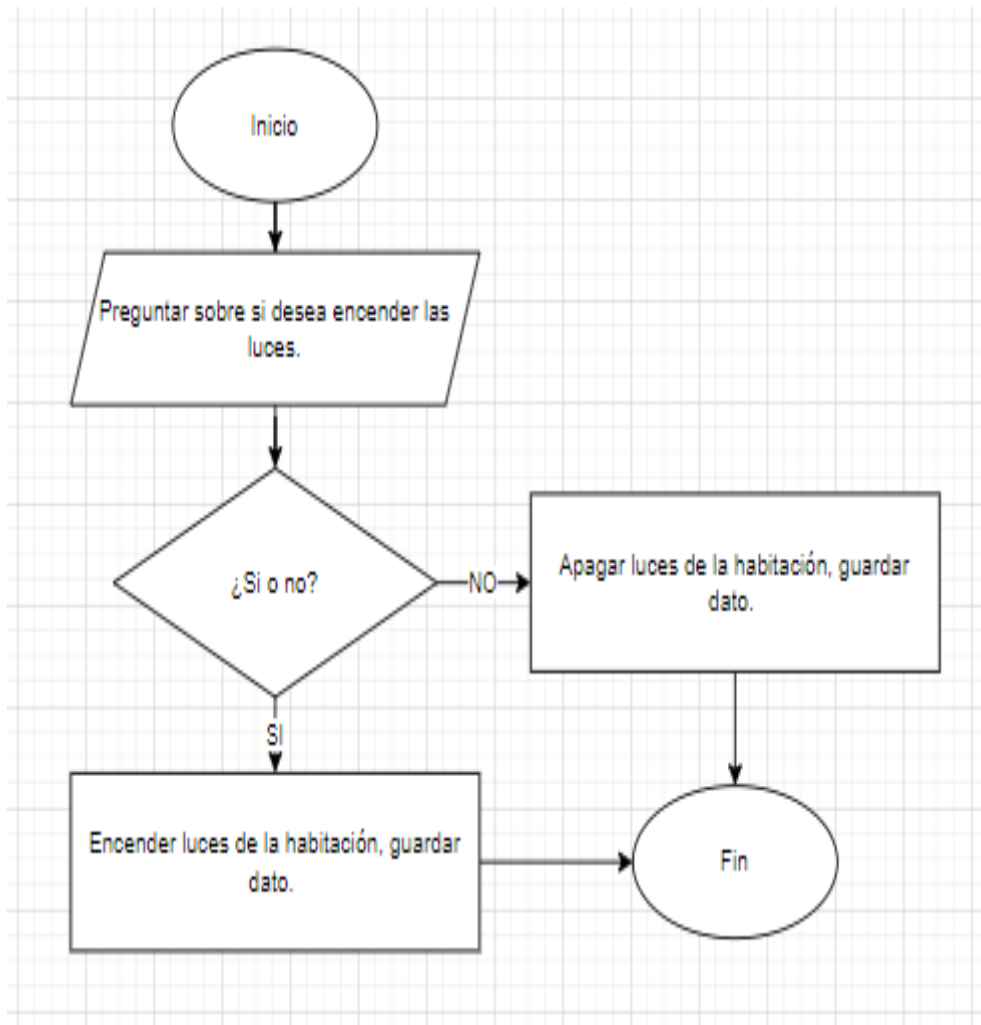 Inicio
Preguntar sobre si desea encender las
luces.
¿Si o no?
NO
Apagar luces de la habitación, guardar
dato.
SI
Encender luces de la habitación, guardar
dato.
Fin